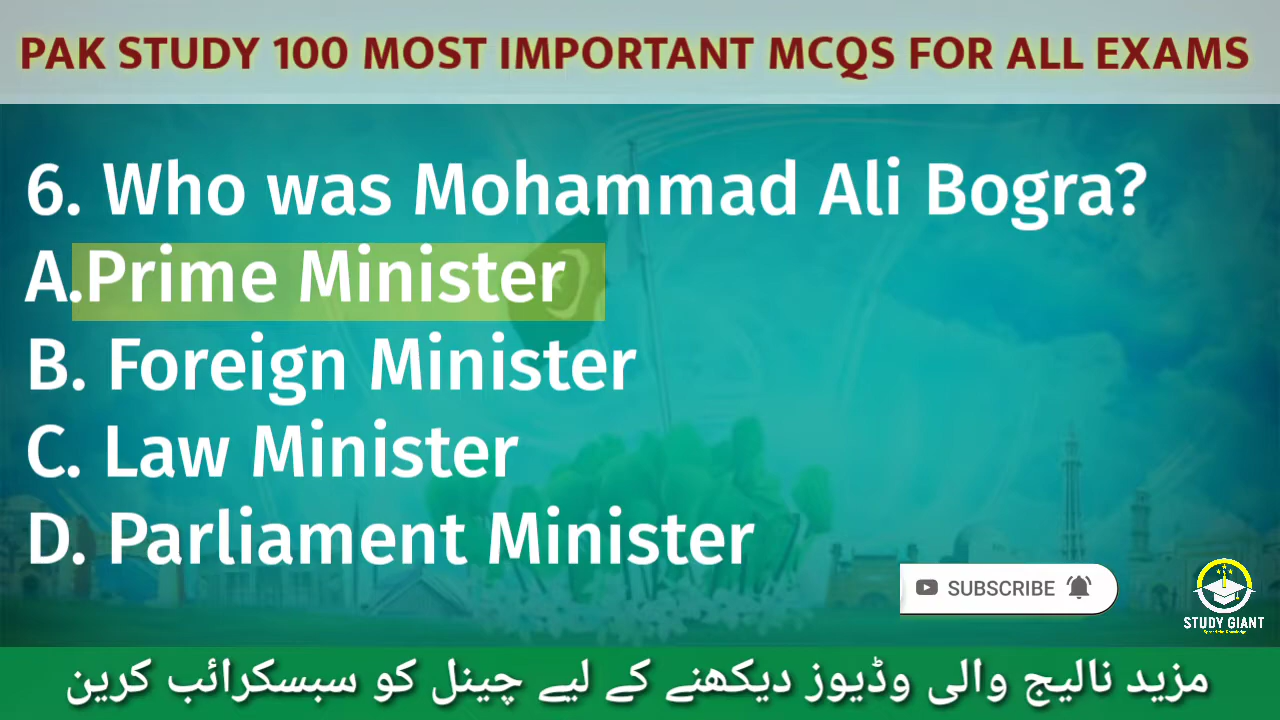 PAK STUDY 100 MOST IMPORTANT MCQS FOR ALL EXAMS
6. Who was Mohammad Ali Bogra?
A.Prime Minister
B. Foreign Minister
C. Law Minister
D. Parliament Minister
SUBSCRIBE
STUDY GIANT
مزید نالیج والی وڈیوز دیکھنے کے لیے چینل کو سبسکرائب کریں